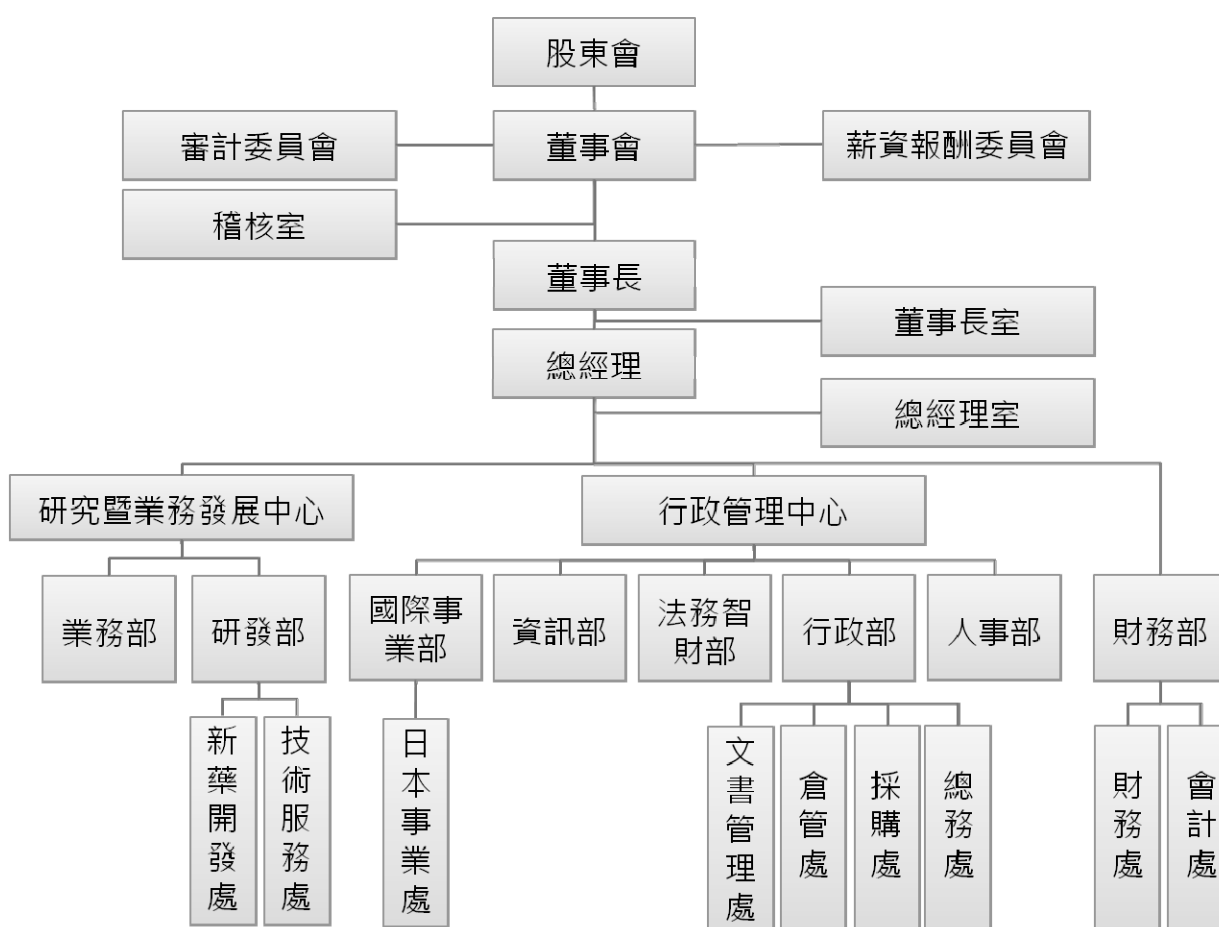 股東會
審計委員會
董事會
薪資報酬委員會
稽核室
董事長
董事長室
總經理
總經理室
研究暨業務發展中心
行政管理中心
業務部
研發部
國際事
業部
資訊部
法務智
財部
行政部
人事部
財務部
新藥開發處
技術服務處
日本事業處
文書管理處
倉管處
採購處
總務處
財務處
會計處